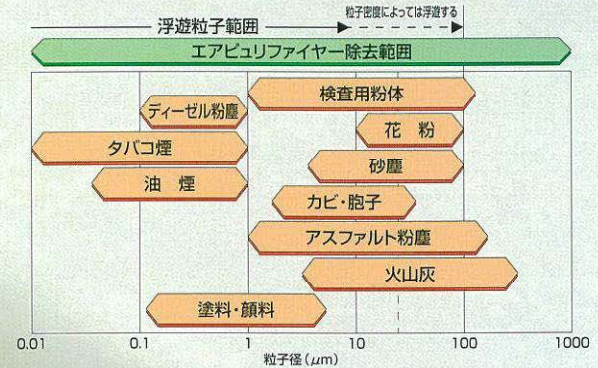 浮遊粒子範囲
粒子密度によっては浮遊する
エアピュリファイヤー除去範囲
検査用粉体
ディーゼル粉塵
花 粉
タバコ煙
砂塵
油 煙
カビ・胞子
アスファルト粉塵
火山灰
塗料・顔料
0.01 0.1 1 10 100 1000
粒子径(μm)